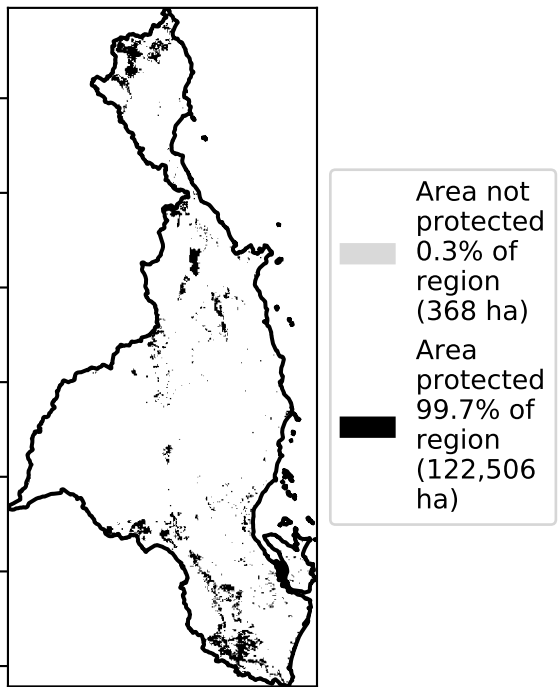 Area not
protected
0.3% of
region
(368 ha)
Area
protected
99.7% of
region
(122,506
ha)